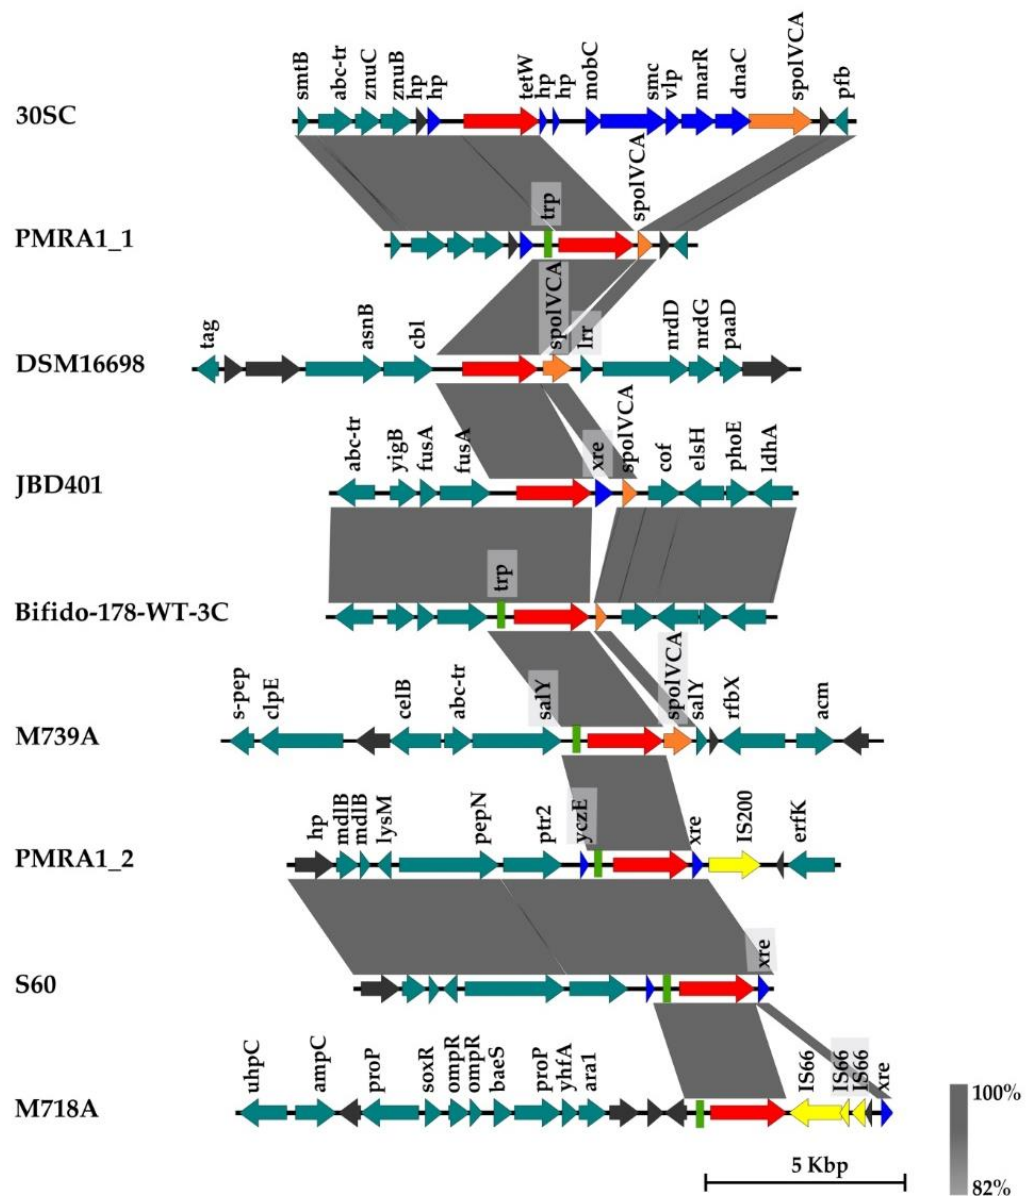 smtB abc-tr znuC znuB hp hp tetW hp hp mobC smc vlp marR dnaC spoIVCA pfb
30SC
trp spoIVCA
PMRA1_1
tag asnB cbl spoIVCA lrr nrdD nrdG paaD
DSM16698
abc-tr yigB fusA fusA xre spoIVCA cof elsH phoE ldhA
JBD401
trp
Bifido-178-WT-3C
s-pep clpE celB abc-tr salY spoIVCA salY rfbX acm
M739A
hp mdlB mdlB lysM pepN ptr2 yczE xre IS200 erfK
PMRA1_2
xre
S60
uhpC ampC proP soxR ompR ompR baeS proP yhfA ara1 IS66 IS66 IS66 xre
M718A
100%
5 Kbp
82%